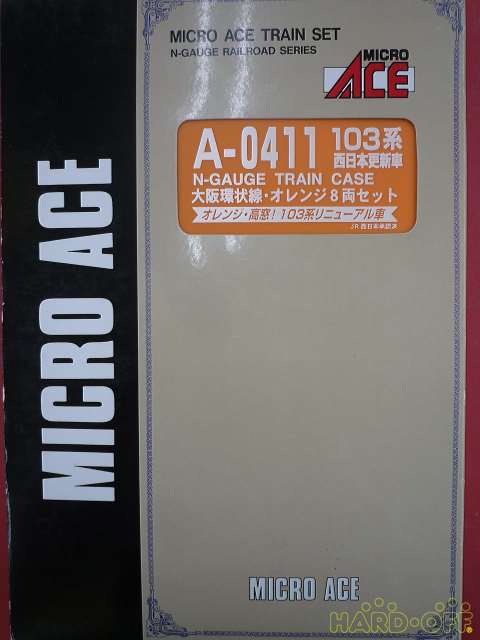 MICRO ACE TRAIN SET
N-GAUGE RAILROAD SERIES
MICRO
ACE
A-0411 103系
西日本更新車
N-GAUGE TRAIN CASE
大阪環状線・オレンジ8両セット
オレンジ・高窓!103系リニューアル車
JR西日本承認済
MICRO ACE
MICRO ACE
HARD・OFF